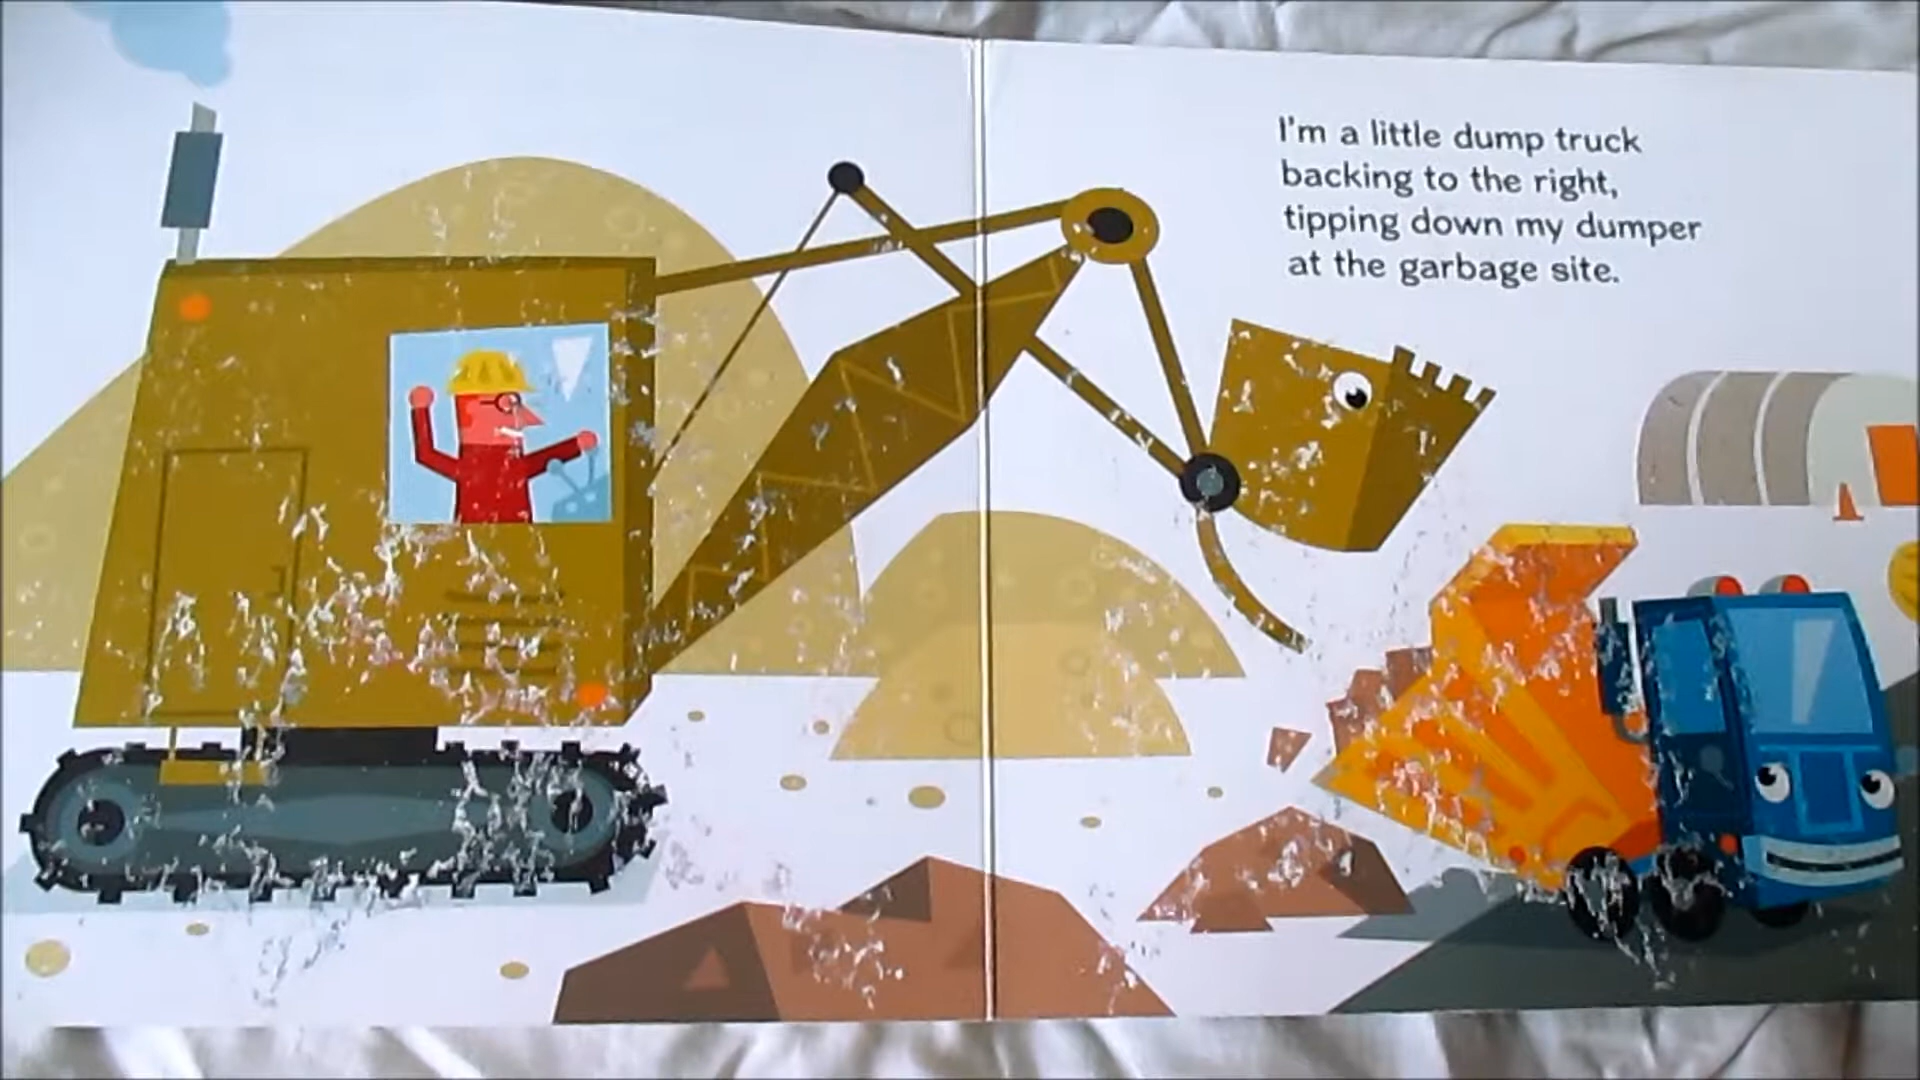 I'm a little dump truck
backing to the right,
tipping down my dumper
at the garbage site.